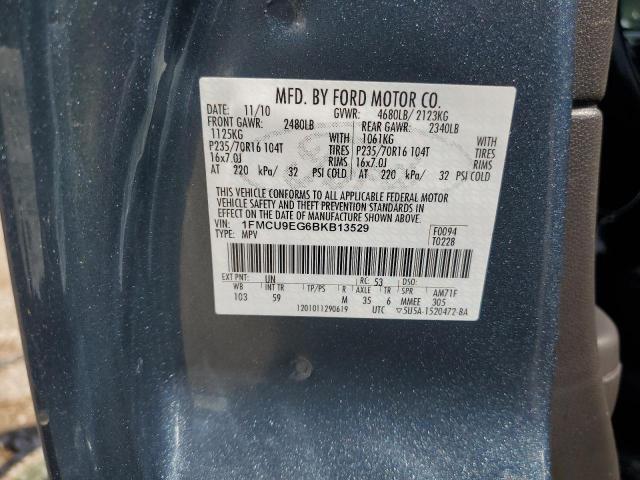 MFD. BY FORD MOTOR CO.
DATE: 11/10 GVWR: 4680LB/ 2123KG
FRONT GAWR: 2480LB REAR GAWR: 2340LB
1125KG WITH 1061KG WITH
P235/70R16 104T TIRES P235/70R16 104T TIRES
16x7.0J RIMS 16x7.0J RIMS
AT 220 kPa/ 32 PSI COLD AT 220 kPa/ 32 PSI COLD
THIS VEHICLE CONFORMS TO ALL APPLICABLE FEDERAL MOTOR
VEHICLE SAFETY AND THEFT PREVENTION STANDARDS IN
EFFECT ON THE DATE OF MANUFACTURE SHOWN ABOVE.
VIN: 1FMCU9EG6BKB13529 F0094
TYPE: MPV T0228
EXT PNT: UN RC: 53 DSO:
WB INT TR TP/PS R AXLE TR SPR AM71F
103 59 M 35 6 MMEE 305
1201011290619 UTC ▽5U5A-1520472-BA